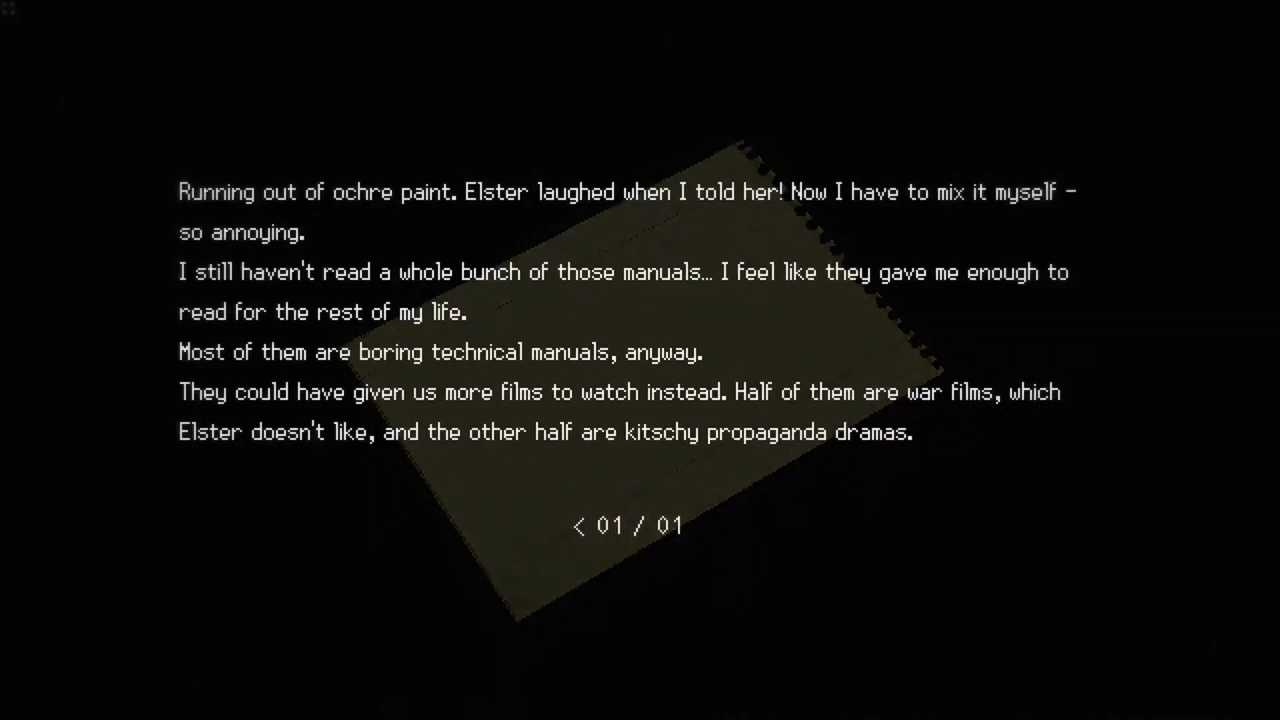 Running out of ochre paint. Elster laughed when I told her! Now I have to mix it myself -
so annoying.
I still haven't read a whole bunch of those manuals... I feel like they gave me enough to
read for the rest of my life.
Most of them are boring technical manuals, anyway.
They could have given us more films to watch instead. Half of them are war films, which
Elster doesn't like, and the other half are kitschy propaganda dramas.
< 01 / 01